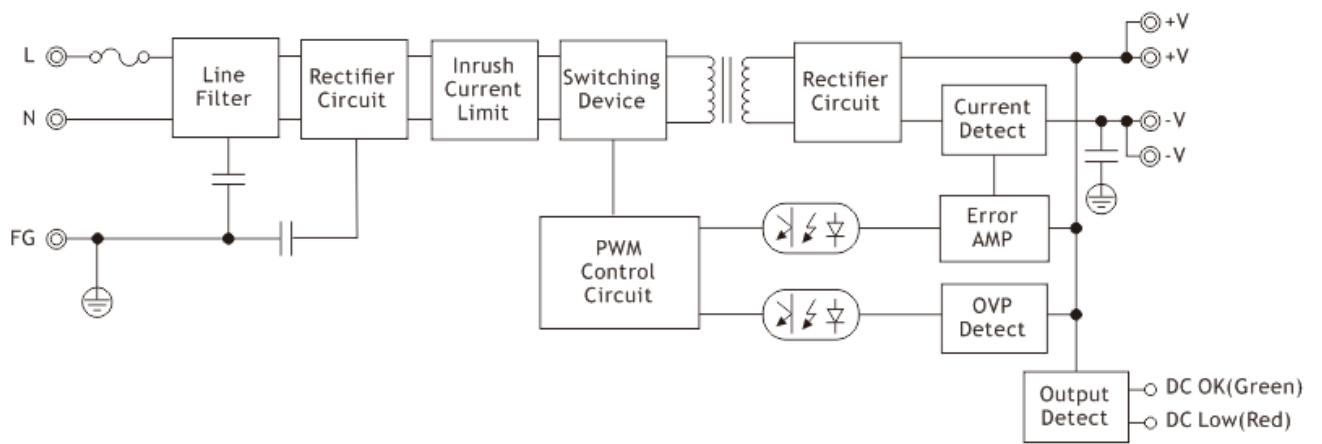 +V
L
+V
Line
Filter
Rectifier
Circuit
Inrush
Current
Limit
Switching
Device
Rectifier
Circuit
Current
Detect
N
-V
-V
FG
PWM
Control
Circuit
Error
AMP
OVP
Detect
Output
Detect
DC OK(Green)
DC Low(Red)